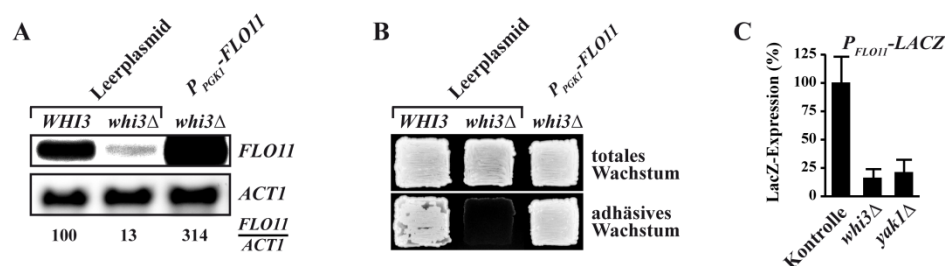 A
Leerplasmid
P PGK1-FLO11
WHI3 whi3Δ whi3Δ
FLO11
ACT1
100 13 314 FLO11
ACT1
B
Leerplasmid
P PGK1-FLO11
WHI3 whi3Δ whi3Δ
totales
Wachstum
adhäsives
Wachstum
C
P FLO11-LACZ
LacZ-Expression (%)
125
100
75
50
25
0
Kontrolle
whi3Δ
yak1Δ